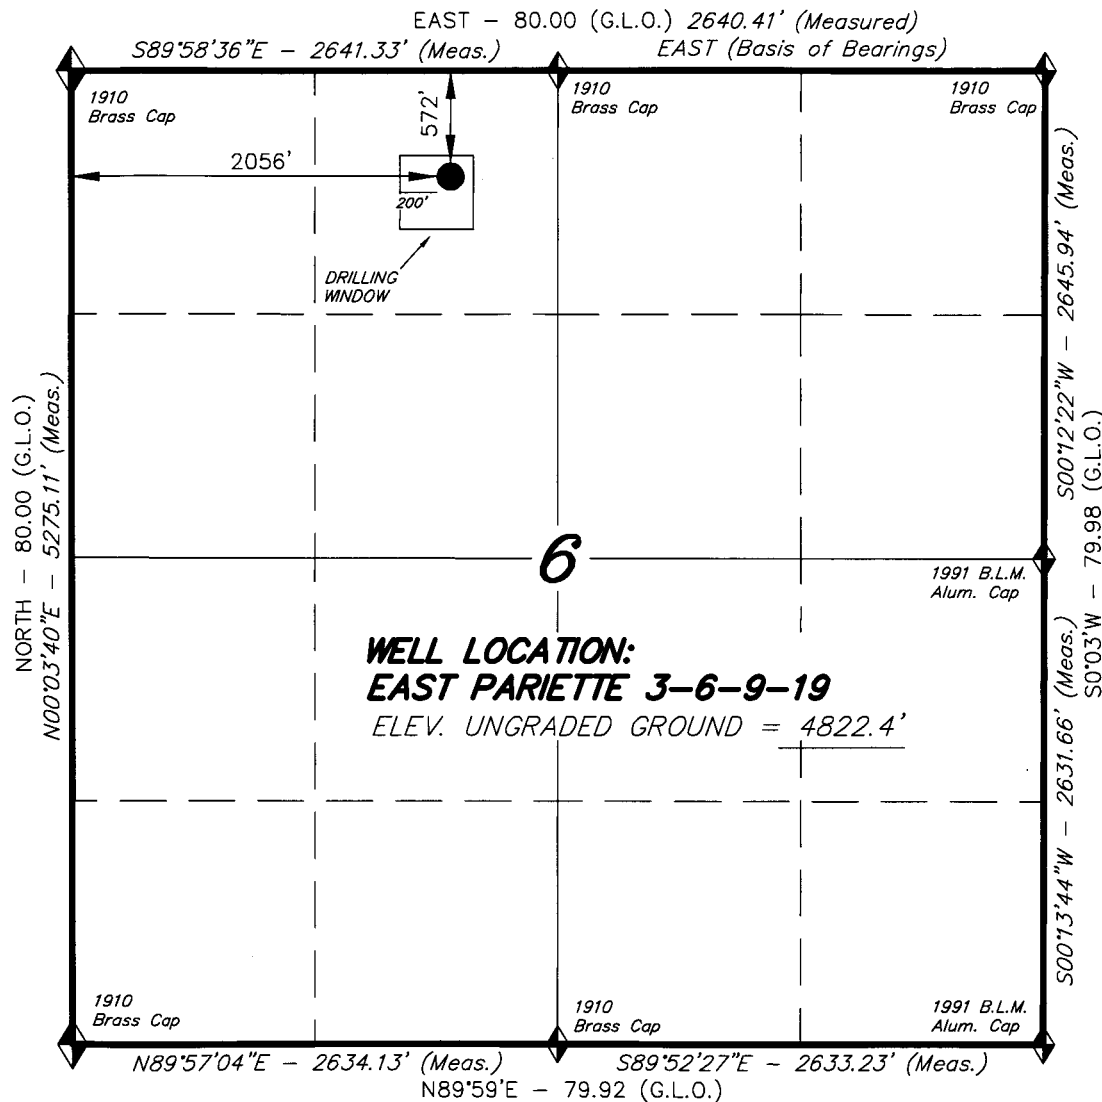 EAST - 80.00 (G.L.O.) 2640.41' (Measured)
S89°58'36"E - 2641.33' (Meas.)
EAST (Basis of Bearings)
1910
Brass Cap
1910
Brass Cap
1910
Brass Cap
572'
2056'
200'
DRILLING
WINDOW
S00°12'22"W - 2645.94' (Meas.)
NORTH - 80.00 (G.L.O.)
N00°03'40"E - 5275.11' (Meas.)
S0°03'W - 79.98 (G.L.O.)
6
1991 B.L.M.
Alum. Cap
WELL LOCATION:
EAST PARIETTE 3-6-9-19
ELEV. UNGRADED GROUND = 4822.4'
S00°13'44"W - 2631.66' (Meas.)
1910
Brass Cap
1910
Brass Cap
1991 B.L.M.
Alum. Cap
N89°57'04"E - 2634.13' (Meas.)
S89°52'27"E - 2633.23' (Meas.)
N89°59'E - 79.92 (G.L.O.)